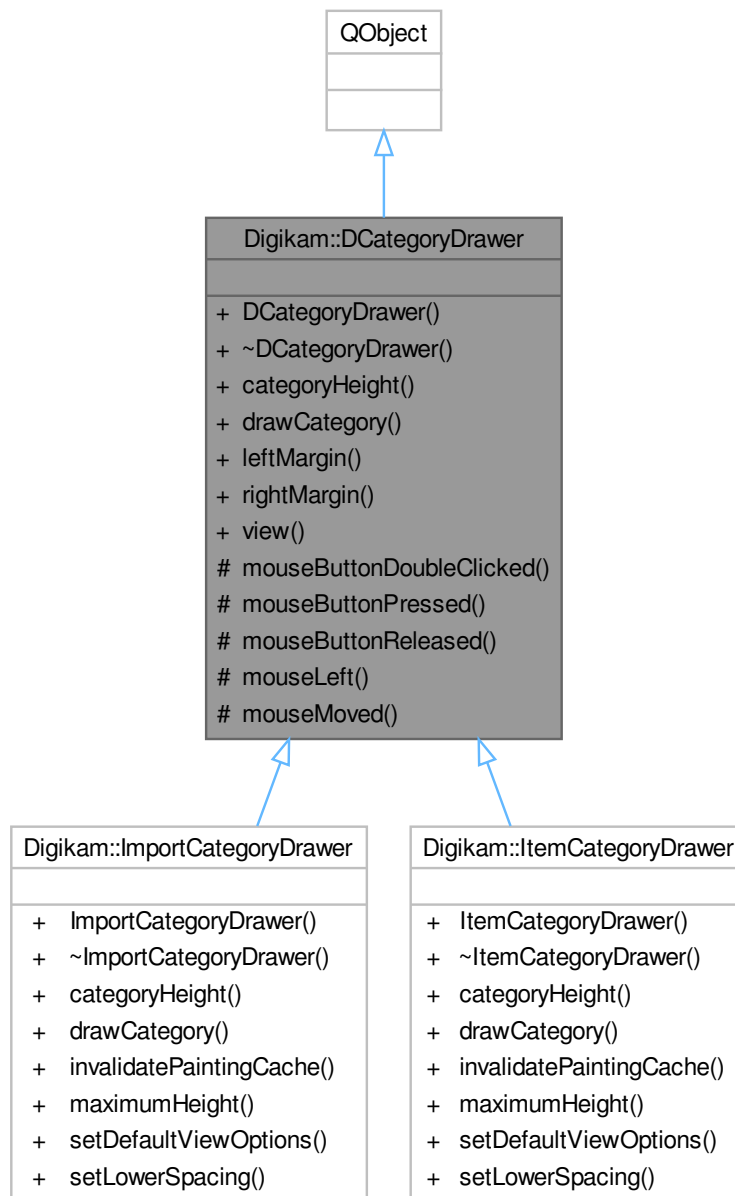 QObject
Digikam::DCategoryDrawer
+ DCategoryDrawer()
+ ~DCategoryDrawer()
+ categoryHeight()
+ drawCategory()
+ leftMargin()
+ rightMargin()
+ view()
# mouseButtonDoubleClicked()
# mouseButtonPressed()
# mouseButtonReleased()
# mouseLeft()
# mouseMoved()
Digikam::ImportCategoryDrawer
+ ImportCategoryDrawer()
+ ~ImportCategoryDrawer()
+ categoryHeight()
+ drawCategory()
+ invalidatePaintingCache()
+ maximumHeight()
+ setDefaultViewOptions()
+ setLowerSpacing()
Digikam::ItemCategoryDrawer
+ ItemCategoryDrawer()
+ ~ItemCategoryDrawer()
+ categoryHeight()
+ drawCategory()
+ invalidatePaintingCache()
+ maximumHeight()
+ setDefaultViewOptions()
+ setLowerSpacing()